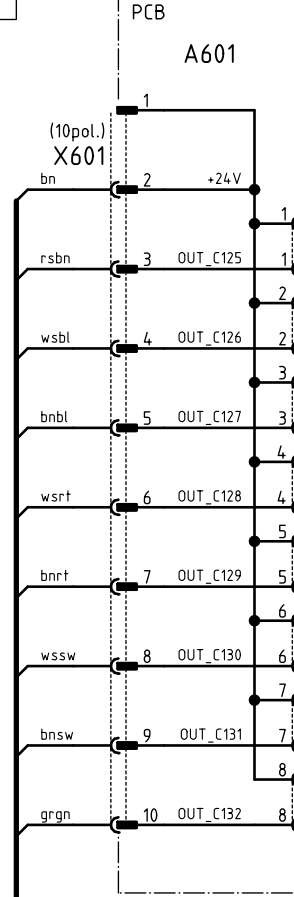 PCB
A601
1
(10pol.)
X601
bn 2 +24V
1
rsbn 3 OUT_C125 1
2
wsbl 4 OUT_C126 2
3
bnbl 5 OUT_C127 3
4
wsrt 6 OUT_C128 4
5
bnrt 7 OUT_C129 5
6
wssw 8 OUT_C130 6
7
bnsw 9 OUT_C131 7
8
grgn 10 OUT_C132 8